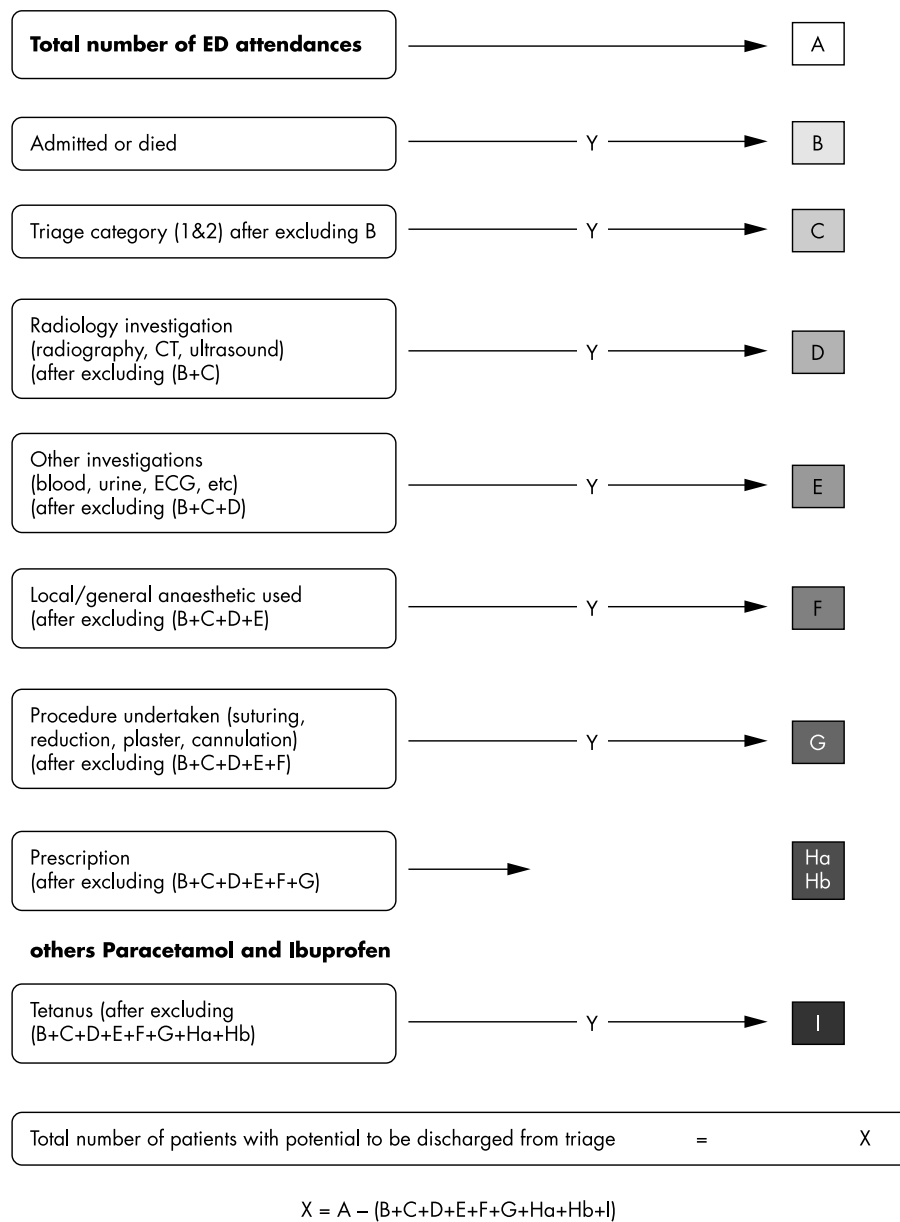 Total number of ED attendances A
Admitted or died Y B
Triage category (1&2) after excluding B Y C
Radiology investigation
(radiography, CT, ultrasound) Y D
(after excluding (B+C)
Other investigations
(blood, urine, ECG, etc) Y E
(after excluding (B+C+D)
Local/general anaesthetic used Y F
(after excluding (B+C+D+E)
Procedure undertaken (suturing,
reduction, plaster, cannulation) Y G
(after excluding (B+C+D+E+F)
Prescription Ha
(after excluding (B+C+D+E+F+G) Hb
others Paracetamol and Ibuprofen
Tetanus (after excluding Y I
(B+C+D+E+F+G+Ha+Hb)
Total number of patients with potential to be discharged from triage = X
X = A – (B+C+D+E+F+G+Ha+Hb+I)